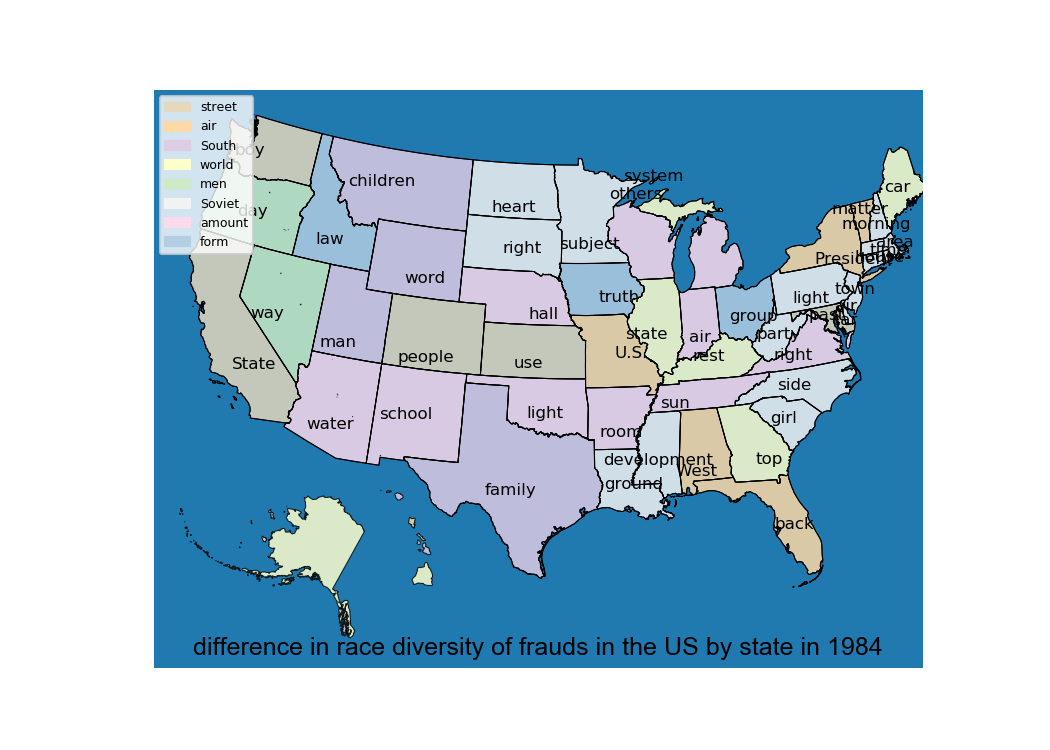 street
air
South
world
men
Soviet
amount
form
boy
day
law
children
heart
system
others
car
matter
morning
area
right
subject
President
time
word
town
way
hall
truth
light
group
past
party
State
man
people
use
U.S.
state
air
rest
right
side
water
school
light
room
sun
girl
family
ground
development
West
top
back
difference in race diversity of frauds in the US by state in 1984